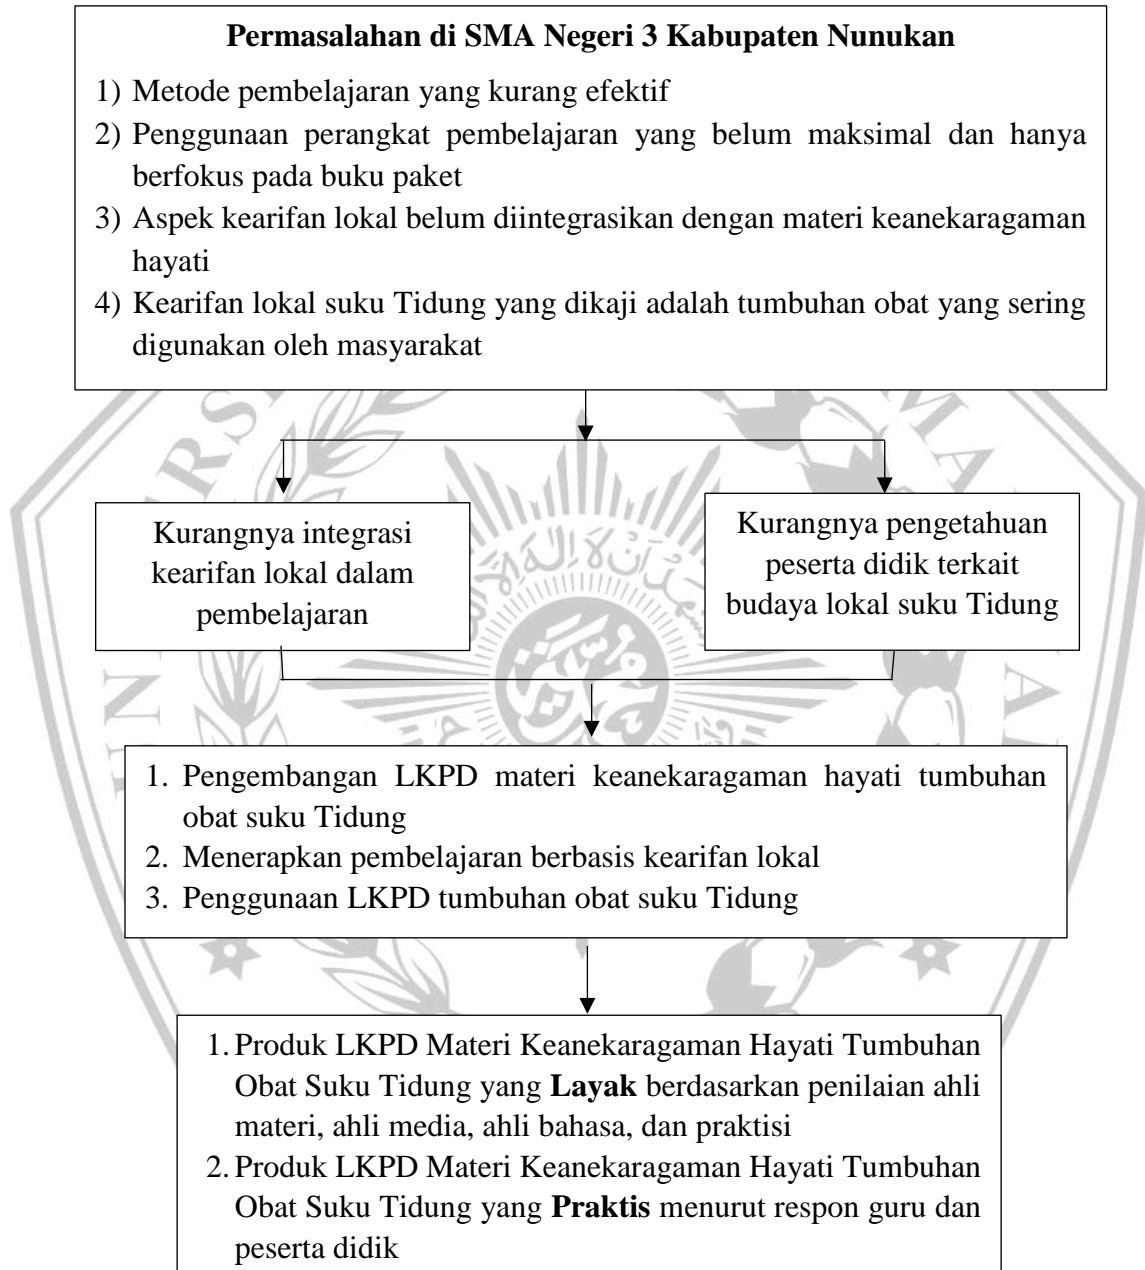 Permasalahan di SMA Negeri 3 Kabupaten Nunukan
1) Metode pembelajaran yang kurang efektif
2) Penggunaan perangkat pembelajaran yang belum maksimal dan hanya
berfokus pada buku paket
3) Aspek kearifan lokal belum diintegrasikan dengan materi keanekaragaman
hayati
4) Kearifan lokal suku Tidung yang dikaji adalah tumbuhan obat yang sering
digunakan oleh masyarakat
Kurangnya integrasi
kearifan lokal dalam
pembelajaran
Kurangnya pengetahuan
peserta didik terkait
budaya lokal suku Tidung
1. Pengembangan LKPD materi keanekaragaman hayati tumbuhan
obat suku Tidung
2. Menerapkan pembelajaran berbasis kearifan lokal
3. Penggunaan LKPD tumbuhan obat suku Tidung
1. Produk LKPD Materi Keanekaragaman Hayati Tumbuhan
Obat Suku Tidung yang Layak berdasarkan penilaian ahli
materi, ahli media, ahli bahasa, dan praktisi
2. Produk LKPD Materi Keanekaragaman Hayati Tumbuhan
Obat Suku Tidung yang Praktis menurut respon guru dan
peserta didik